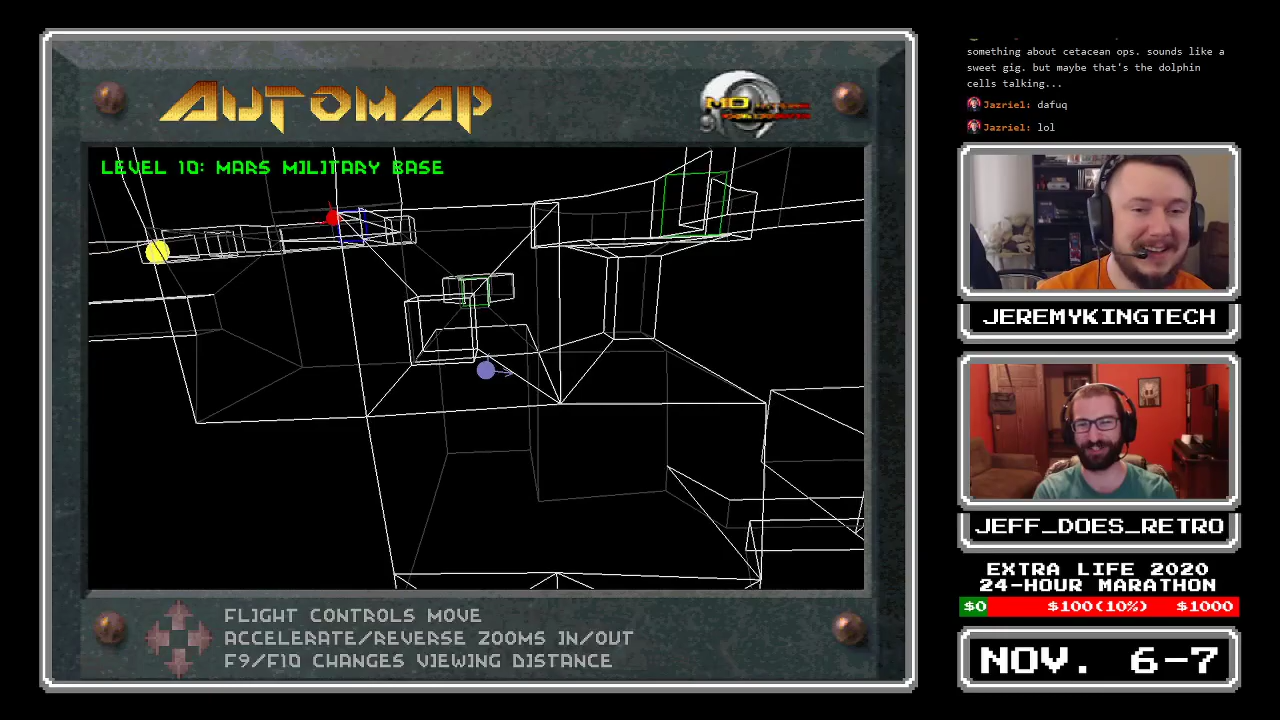 AUTOMAP
LEVEL 10: MARS MILITARY BASE
FLIGHT CONTROLS MOVE
ACCELERATE/REVERSE ZOOMS IN/OUT
F9/F10 CHANGES VIEWING DISTANCE
something about cetacean ops. sounds like a
sweet gig. but maybe that's the dolphin
cells talking...
Jazriel: dafuq
Jazriel: lol
JEREMYKINGTECH
JEFF_DOES_RETRO
EXTRA LIFE 2020
24-HOUR MARATHON
$0 $100(10%) $1000
NOV. 6-7